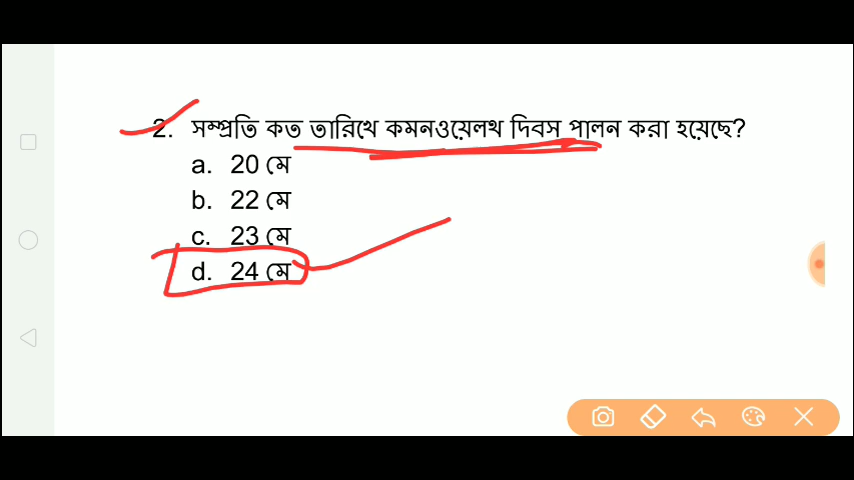 2. সম্প্রতি কত তারিখে কমনওয়েলথ দিবস পালন করা হয়েছে?
a. 20 মে
b. 22 মে
c. 23 মে
d. 24 মে